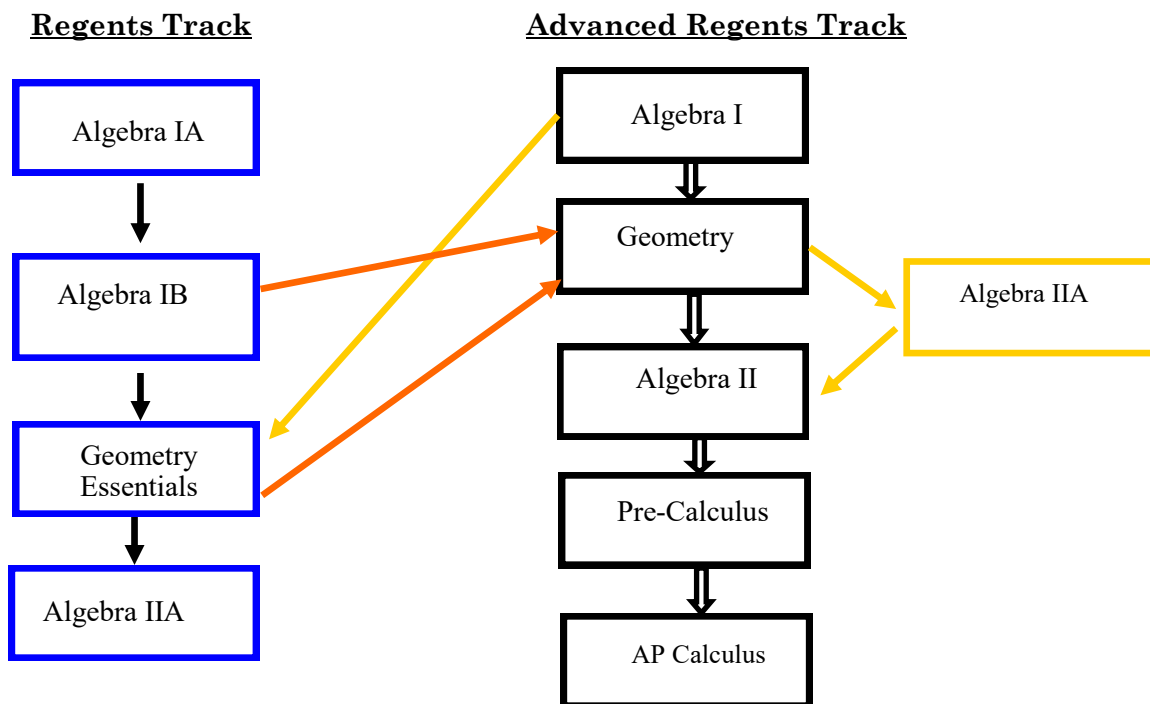 Regents Track
Advanced Regents Track
Algebra IA
Algebra I
Geometry
Algebra IB
Algebra IIA
Algebra II
Geometry
Essentials
Pre-Calculus
Algebra IIA
AP Calculus